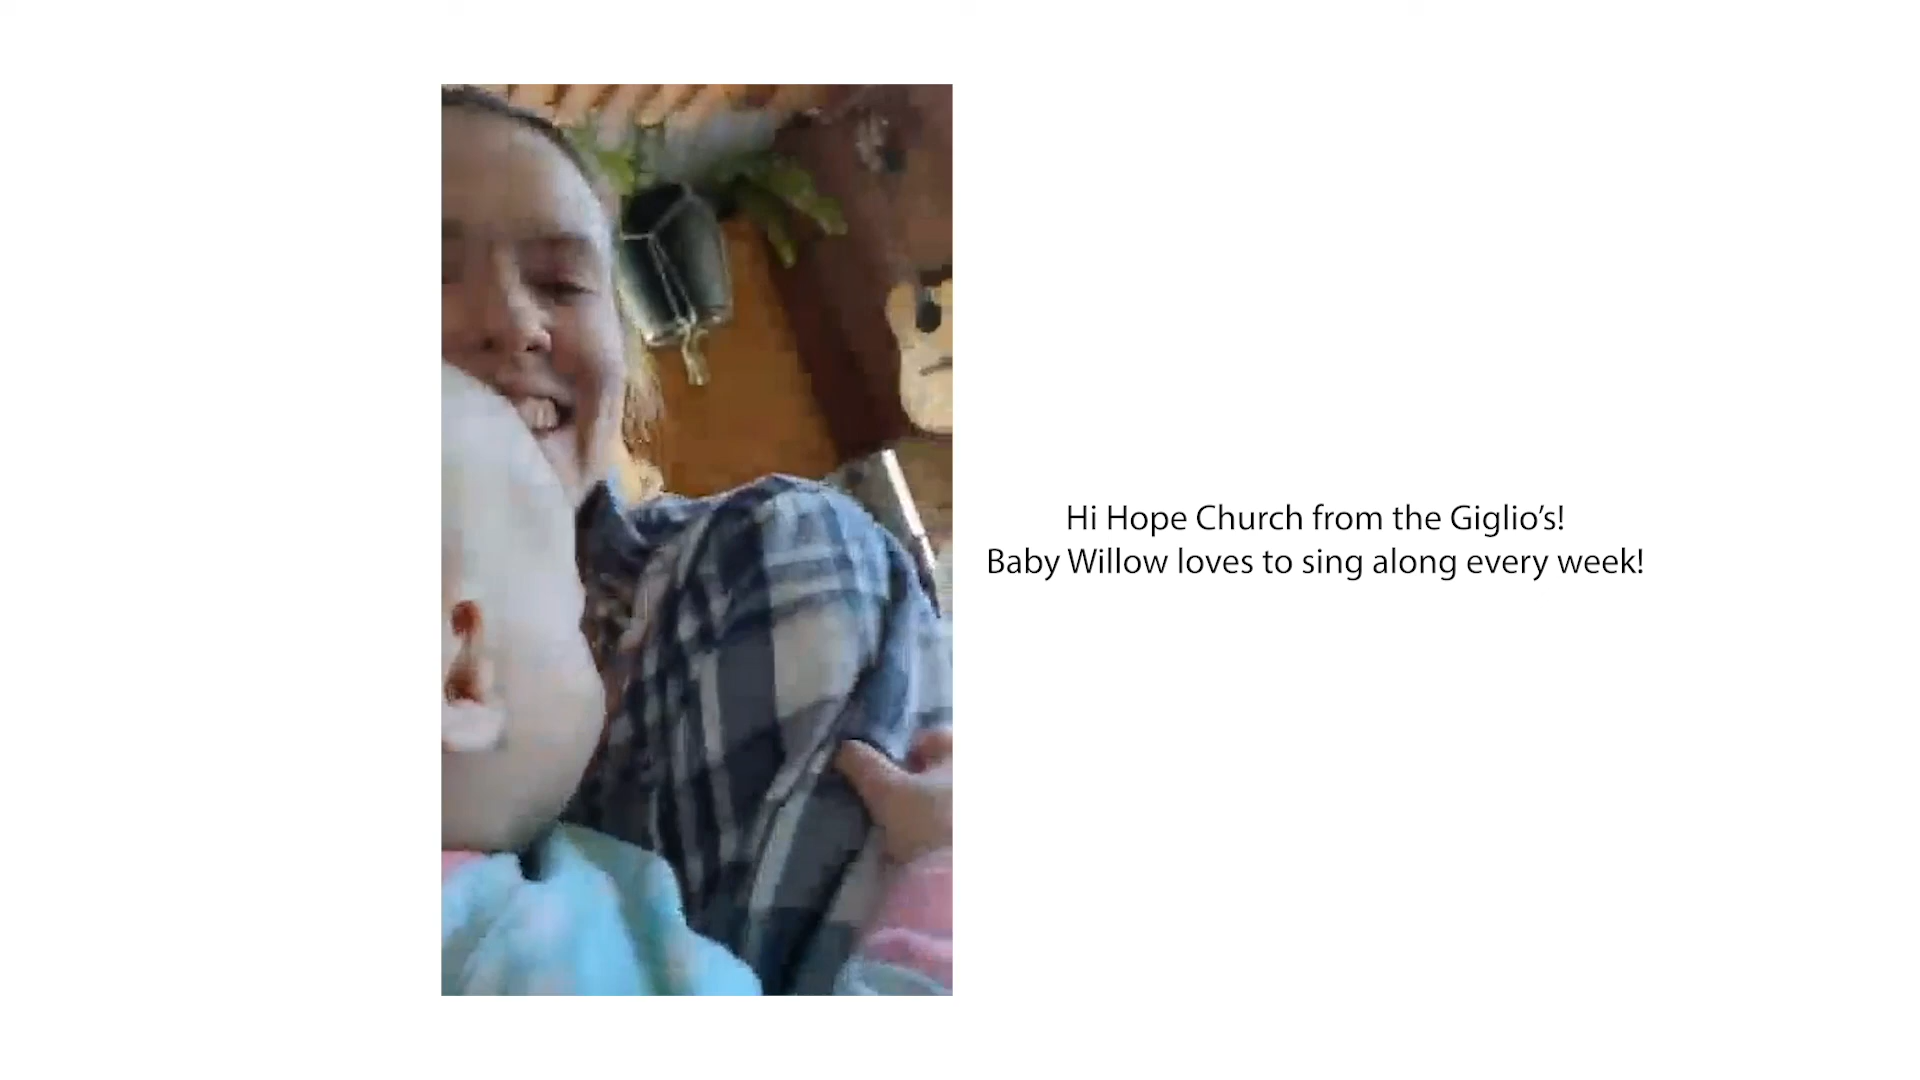 Hi Hope Church from the Giglio’s!
Baby Willow loves to sing along every week!